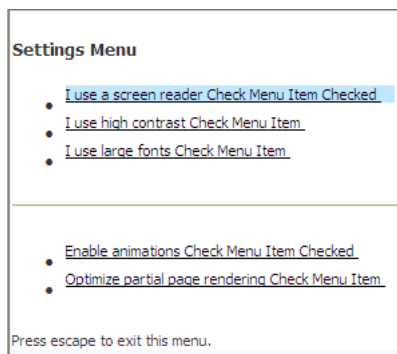 Settings Menu
I use a screen reader Check Menu Item Checked
I use high contrast Check Menu Item
I use large fonts Check Menu Item
Enable animations Check Menu Item Checked
Optimize partial page rendering Check Menu Item
Press escape to exit this menu.